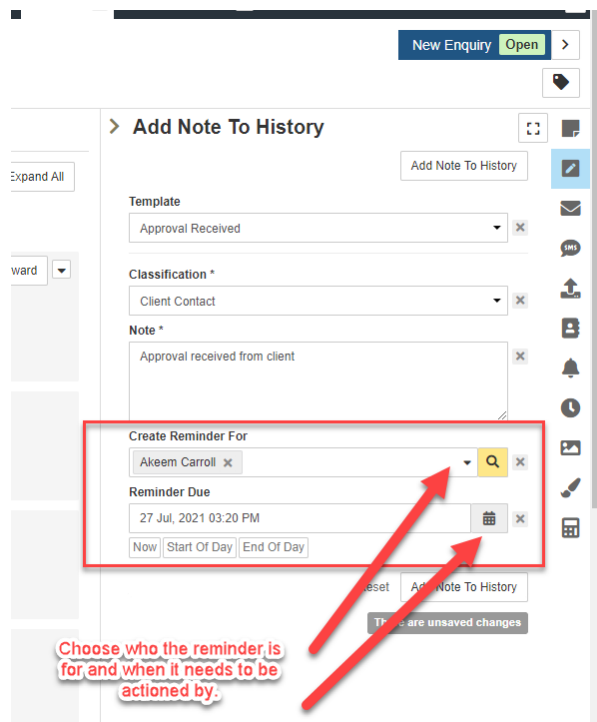 New Enquiry Open
Add Note To History
Expand All
Add Note To History
Template
Approval Received
ward
Classification *
Client Contact
Note *
Approval received from client
SMS
Create Reminder For
Akeem Carroll
Reminder Due
27 Jul, 2021 03:20 PM
Now Start Of Day End Of Day
Add Note To History
are unsaved changes
Choose who the reminder is
for and when it needs to be
actioned by.